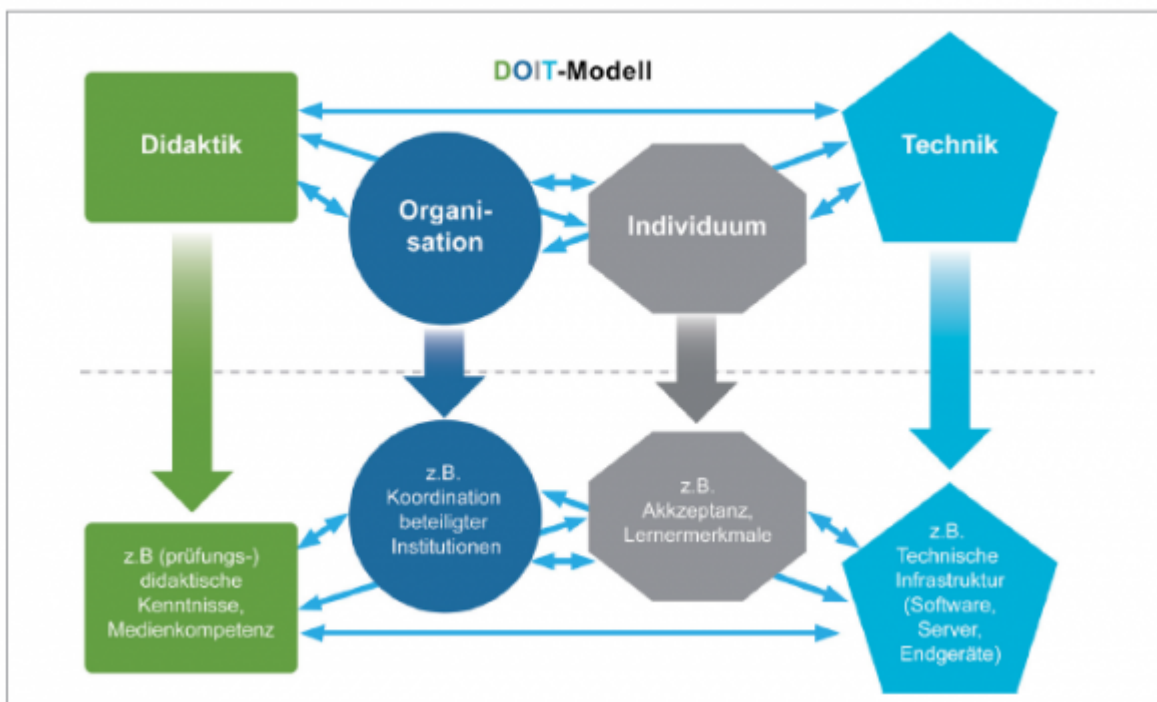 DOIT-Modell
Didaktik
Organi-
sation
Individuum
Technik
z.B (prüfungs-)
didaktische
Kenntnisse,
Medienkompetenz
z.B.
Koordination
beteiligter
Institutionen
z.B.
Akkzeptanz,
Lernermerkmale
z.B.
Technische
Infrastruktur
(Software,
Server,
Endgeräte)